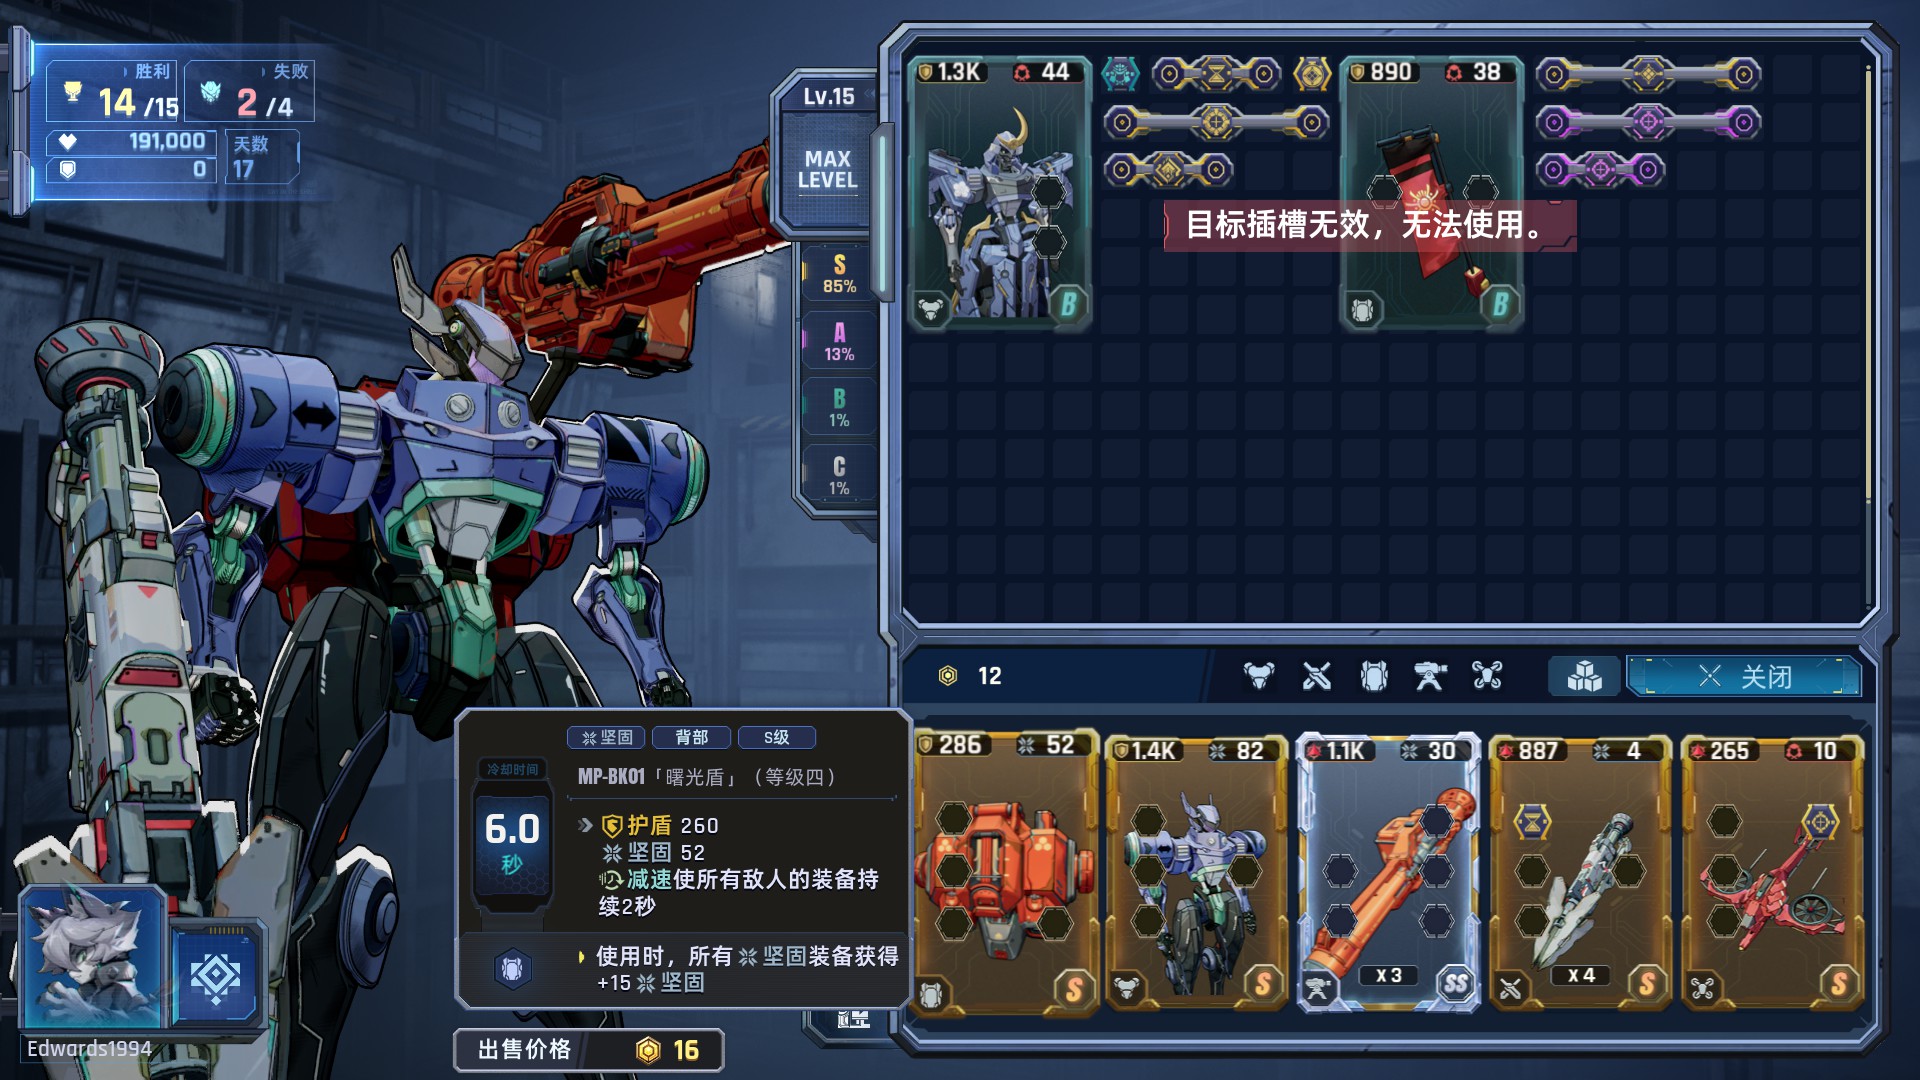 胜利
14 /15
失败
2 /4
191,000
0
天数
17
Lv.15
MAX
LEVEL
S
85%
A
13%
B
1%
C
1%
1.3K
44
B
890
38
B
目标插槽无效，无法使用。
12
关闭
坚固
背部
S级
冷却时间
6.0
秒
MP-BK01「曙光盾」（等级四）
护盾 260
坚固 52
减速使所有敌人的装备持
续2秒
使用时，所有坚固装备获得
+15 坚固
出售价格
16
286
52
S
1.4K
82
S
1.1K
30
x3
SS
887
4
x4
S
265
10
S
Edwards1994